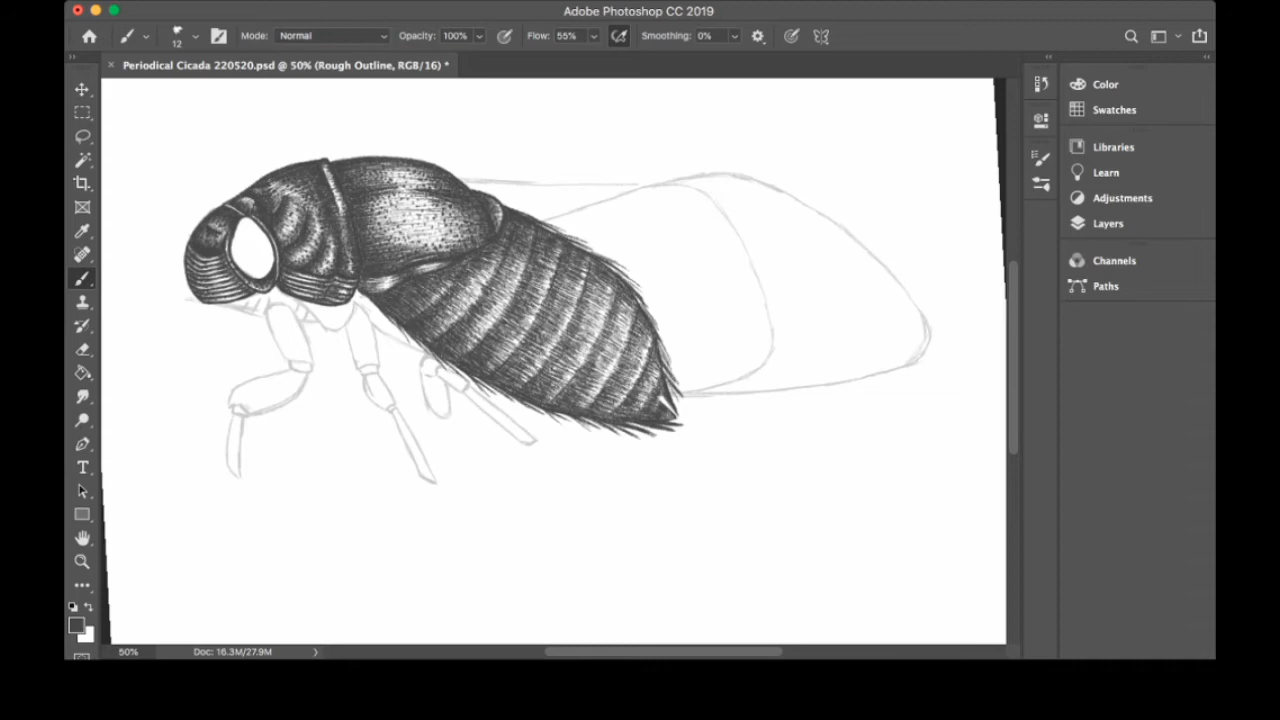 Adobe Photoshop CC 2019
12 Mode: Normal Opacity: 100% Flow: 55% Smoothing: 0%
× Periodical Cicada 220520.psd @ 50% (Rough Outline, RGB/16) *
Color
Swatches
Libraries
Learn
Adjustments
Layers
Channels
Paths
50% Doc: 16.3M/27.9M